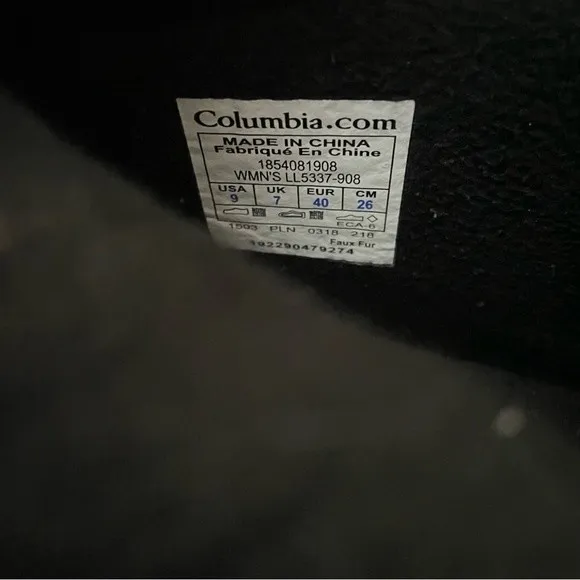 Columbia.com
MADE IN CHINA
Fabriqué En Chine
1854081908
WMN'S LL5337-908
USA UK EUR CM
9 7 40 26
ECA-6
1593 PLN 0318 218
Faux Fur
192290479274